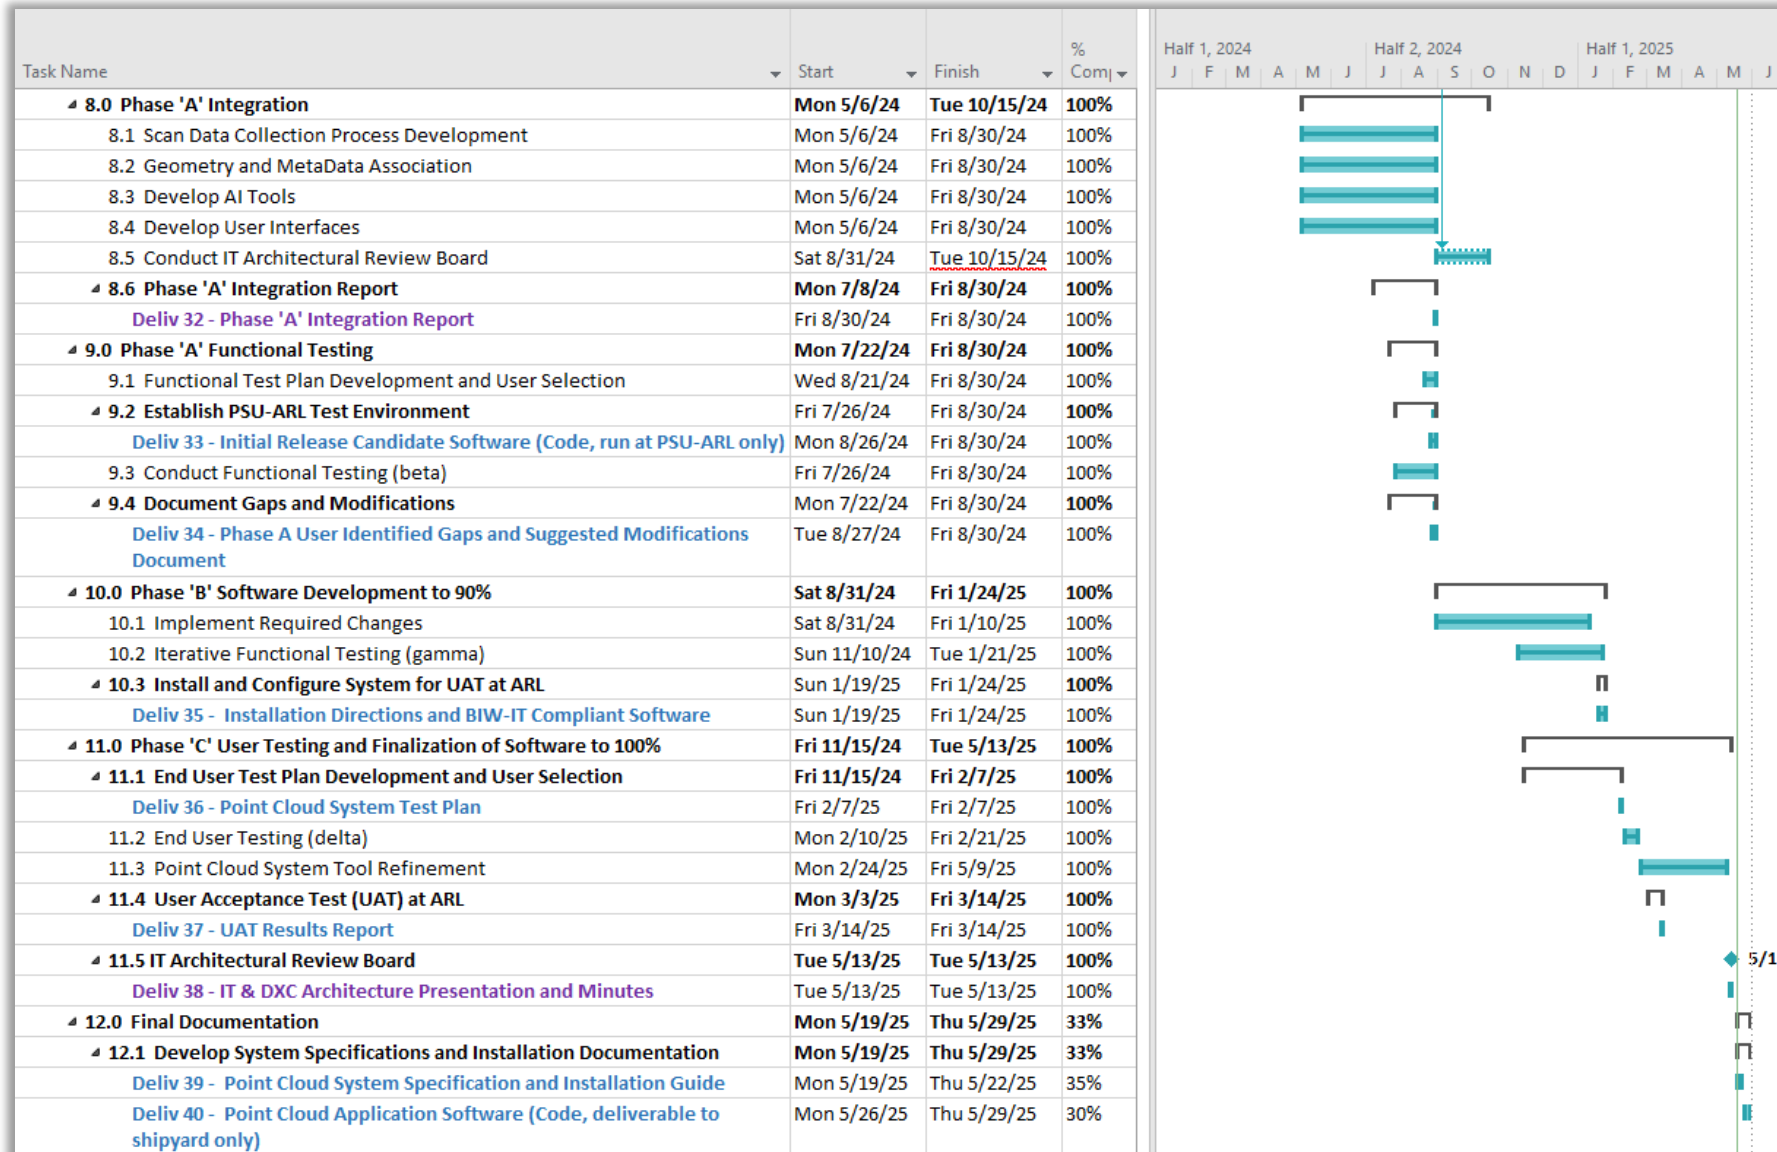 % Half 1, 2024 Half 2, 2024 Half 1, 2025
Task Name Start Finish Comp J F M A M J J A S O N D J F M A M J
8.0 Phase 'A' Integration Mon 5/6/24 Tue 10/15/24 100%
8.1 Scan Data Collection Process Development Mon 5/6/24 Fri 8/30/24 100%
8.2 Geometry and MetaData Association Mon 5/6/24 Fri 8/30/24 100%
8.3 Develop AI Tools Mon 5/6/24 Fri 8/30/24 100%
8.4 Develop User Interfaces Mon 5/6/24 Fri 8/30/24 100%
8.5 Conduct IT Architectural Review Board Sat 8/31/24 Tue 10/15/24 100%
8.6 Phase 'A' Integration Report Mon 7/8/24 Fri 8/30/24 100%
Deliv 32 - Phase 'A' Integration Report Fri 8/30/24 Fri 8/30/24 100%
9.0 Phase 'A' Functional Testing Mon 7/22/24 Fri 8/30/24 100%
9.1 Functional Test Plan Development and User Selection Wed 8/21/24 Fri 8/30/24 100%
9.2 Establish PSU-ARL Test Environment Fri 7/26/24 Fri 8/30/24 100%
Deliv 33 - Initial Release Candidate Software (Code, run at PSU-ARL only) Mon 8/26/24 Fri 8/30/24 100%
9.3 Conduct Functional Testing (beta) Fri 7/26/24 Fri 8/30/24 100%
9.4 Document Gaps and Modifications Mon 7/22/24 Fri 8/30/24 100%
Deliv 34 - Phase A User Identified Gaps and Suggested Modifications Tue 8/27/24 Fri 8/30/24 100%
Document
10.0 Phase 'B' Software Development to 90% Sat 8/31/24 Fri 1/24/25 100%
10.1 Implement Required Changes Sat 8/31/24 Fri 1/10/25 100%
10.2 Iterative Functional Testing (gamma) Sun 11/10/24 Tue 1/21/25 100%
10.3 Install and Configure System for UAT at ARL Sun 1/19/25 Fri 1/24/25 100%
Deliv 35 - Installation Directions and BIW-IT Compliant Software Sun 1/19/25 Fri 1/24/25 100%
11.0 Phase 'C' User Testing and Finalization of Software to 100% Fri 11/15/24 Tue 5/13/25 100%
11.1 End User Test Plan Development and User Selection Fri 11/15/24 Fri 2/7/25 100%
Deliv 36 - Point Cloud System Test Plan Fri 2/7/25 Fri 2/7/25 100%
11.2 End User Testing (delta) Mon 2/10/25 Fri 2/21/25 100%
11.3 Point Cloud System Tool Refinement Mon 2/24/25 Fri 5/9/25 100%
11.4 User Acceptance Test (UAT) at ARL Mon 3/3/25 Fri 3/14/25 100%
Deliv 37 - UAT Results Report Fri 3/14/25 Fri 3/14/25 100%
11.5 IT Architectural Review Board Tue 5/13/25 Tue 5/13/25 100% 5/1
Deliv 38 - IT & DXC Architecture Presentation and Minutes Tue 5/13/25 Tue 5/13/25 100%
12.0 Final Documentation Mon 5/19/25 Thu 5/29/25 33%
12.1 Develop System Specifications and Installation Documentation Mon 5/19/25 Thu 5/29/25 33%
Deliv 39 - Point Cloud System Specification and Installation Guide Mon 5/19/25 Thu 5/22/25 35%
Deliv 40 - Point Cloud Application Software (Code, deliverable to Mon 5/26/25 Thu 5/29/25 30%
shipyard only)